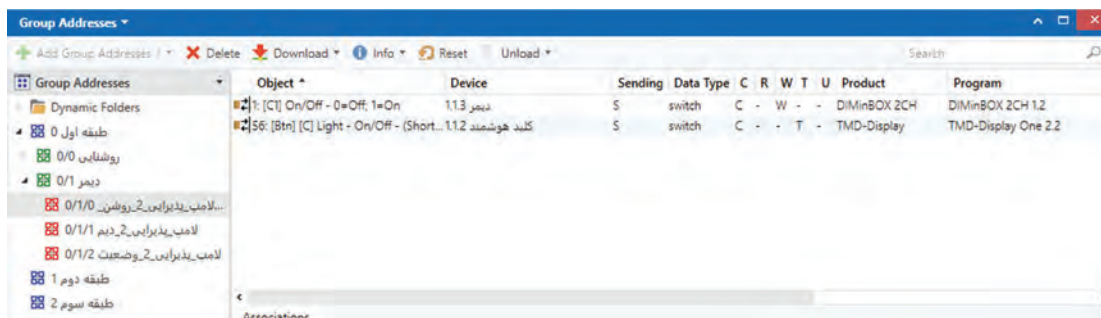 Group Addresses
Add Group Addresses
Delete
Download
Info
Reset
Unload
Search
Group Addresses
Object Device Sending Data Type C R W T U Product Program
Dynamic Folders
1: [C1] On/Off - 0=Off; 1=On 1.1.3 دیمر S switch C - W - - DIMinBOX 2CH DIMinBOX 2CH 1.2
0 طبقه اول
56: [Btn] [C] Light - On/Off - (Short... 1.1.2 کلید هوشمند S switch C - - T - TMD-Display TMD-Display One 2.2
0/0 روشنایی
0/1 دیمر
0/1/0 لامپ_پذیرایی_2_روشن_...
0/1/1 لامپ_پذیرایی_2_دیم
0/1/2 لامپ_پذیرایی_2_وضعیت
1 طبقه دوم
2 طبقه سوم
Associations